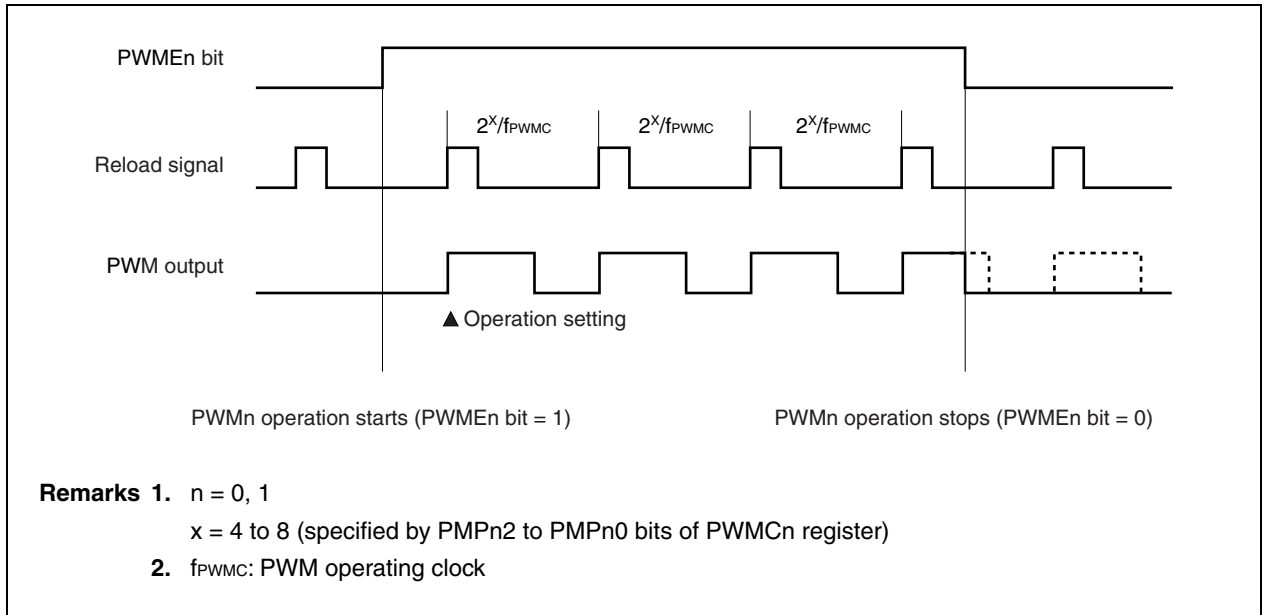 PWMEn bit
2^X/fPWMC 2^X/fPWMC 2^X/fPWMC
Reload signal
PWM output
▲ Operation setting
PWMn operation starts (PWMEn bit = 1) PWMn operation stops (PWMEn bit = 0)
Remarks 1. n = 0, 1
x = 4 to 8 (specified by PMPn2 to PMPn0 bits of PWMCn register)
2. fPWMC: PWM operating clock